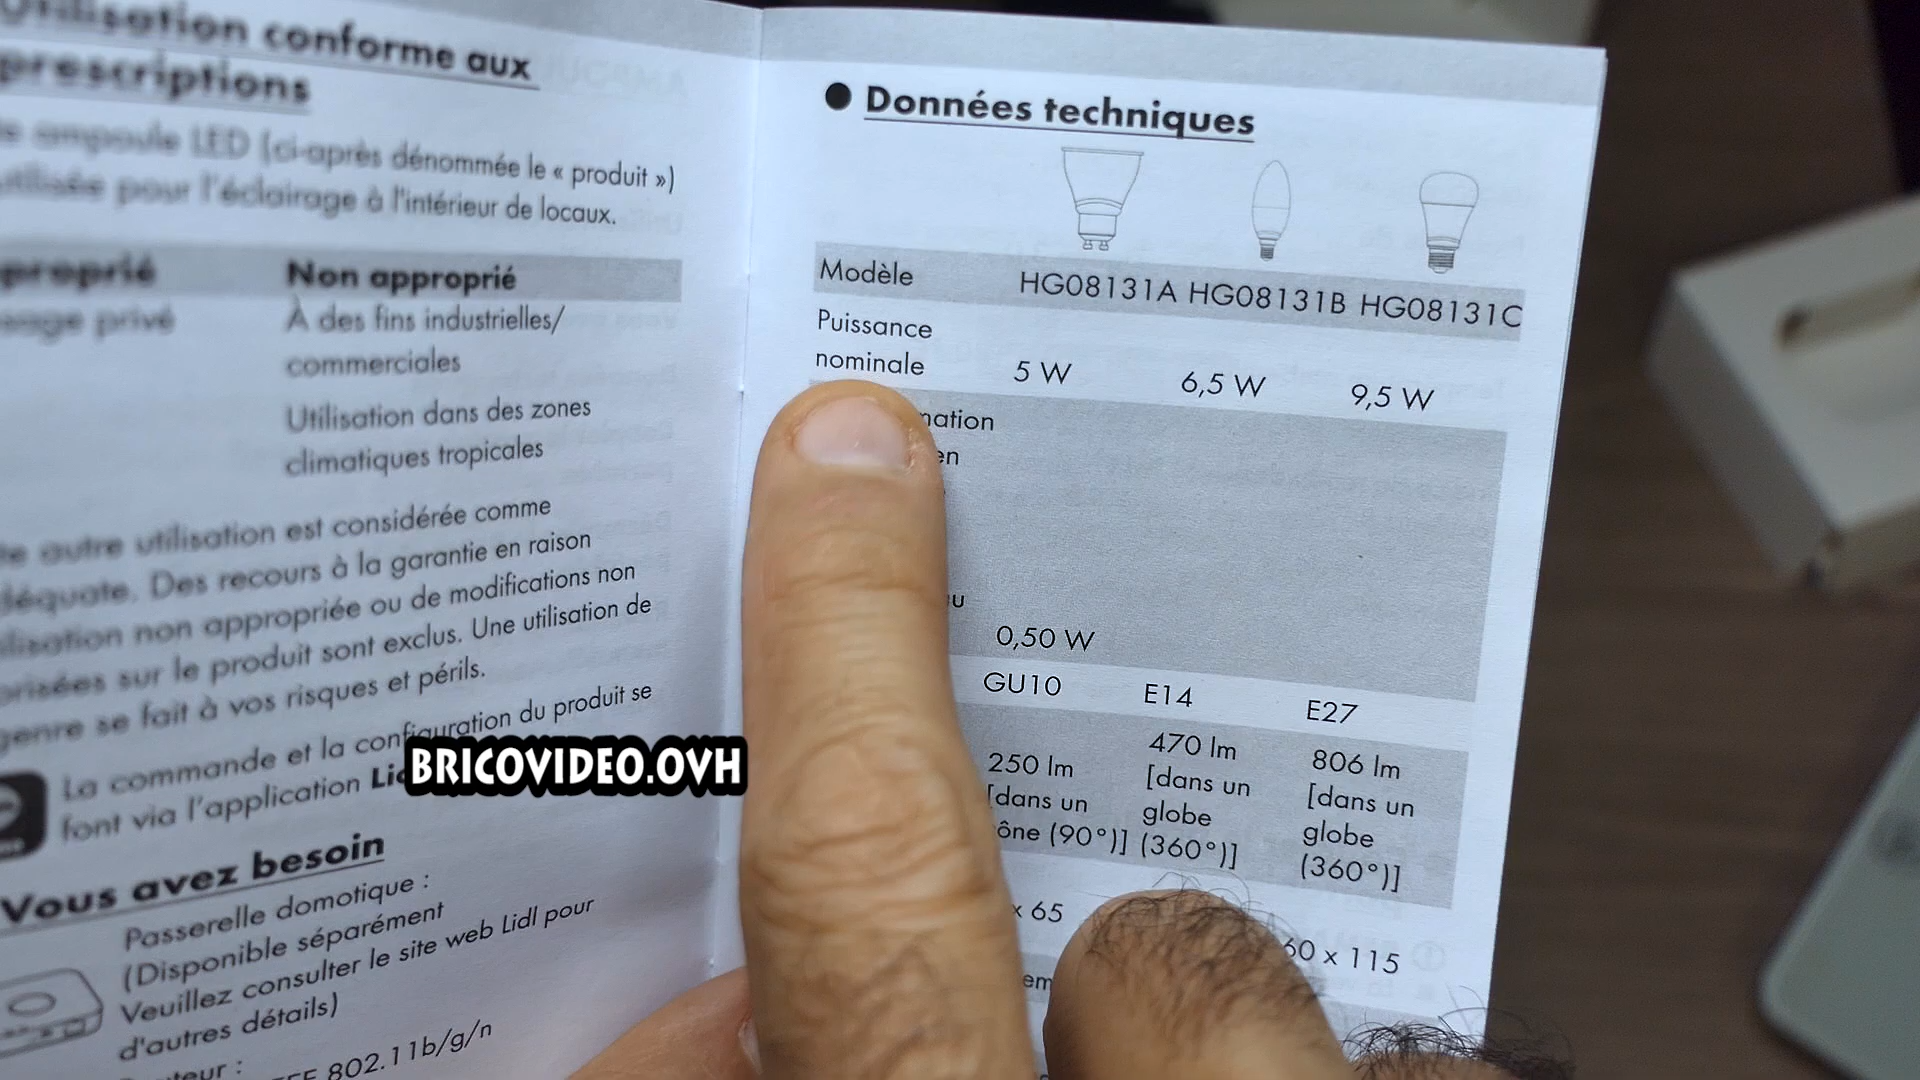 Utilisation conforme aux
prescriptions
ampoule LED (ci-après dénommée le « produit »)
utilisée pour l'éclairage à l'intérieur de locaux.
Non approprié
privé
À des fins industrielles/
commerciales
Utilisation dans des zones
climatiques tropicales
autre utilisation est considérée comme
Des recours à la garantie en raison
non appropriée ou de modifications non
sur le produit sont exclus. Une utilisation de
genre se fait à vos risques et périls.
La commande et la configuration du produit se
font via l'application
BRICOVIDEO.OVH
Vous avez besoin
Passerelle domotique :
(Disponible séparément
Veuillez consulter le site web Lidl pour
d'autres détails)
802.11b/g/n
● Données techniques
Modèle HG08131A HG08131B HG08131C
Puissance
nominale 5 W 6,5 W 9,5 W
0,50 W
GU10 E14 E27
250 lm 470 lm 806 lm
[dans un [dans un [dans un
(90°)] globe globe
(360°)] (360°)]
x 65 60 x 115